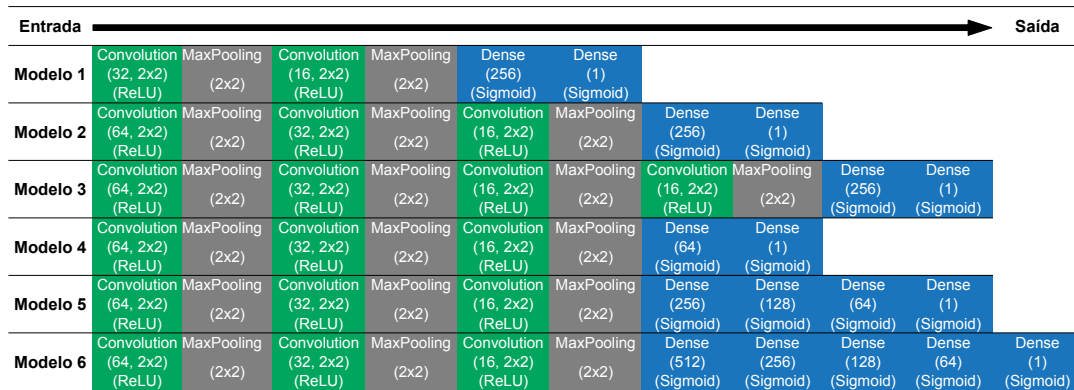 Entrada Saída
Convolution MaxPooling Convolution MaxPooling Dense Dense
Modelo 1 (32, 2x2) (2x2) (16, 2x2) (2x2) (256) (1)
(ReLU) (ReLU) (Sigmoid) (Sigmoid)
Convolution MaxPooling Convolution MaxPooling Convolution MaxPooling Dense Dense
Modelo 2 (64, 2x2) (2x2) (32, 2x2) (2x2) (16, 2x2) (2x2) (256) (1)
(ReLU) (ReLU) (ReLU) (Sigmoid) (Sigmoid)
Convolution MaxPooling Convolution MaxPooling Convolution MaxPooling Convolution MaxPooling Dense Dense
Modelo 3 (64, 2x2) (2x2) (32, 2x2) (2x2) (16, 2x2) (2x2) (16, 2x2) (2x2) (256) (1)
(ReLU) (ReLU) (ReLU) (ReLU) (Sigmoid) (Sigmoid)
Convolution MaxPooling Convolution MaxPooling Convolution MaxPooling Dense Dense
Modelo 4 (64, 2x2) (2x2) (32, 2x2) (2x2) (16, 2x2) (2x2) (64) (1)
(ReLU) (ReLU) (ReLU) (Sigmoid) (Sigmoid)
Convolution MaxPooling Convolution MaxPooling Convolution MaxPooling Dense Dense Dense Dense
Modelo 5 (64, 2x2) (2x2) (32, 2x2) (2x2) (16, 2x2) (2x2) (256) (128) (64) (1)
(ReLU) (ReLU) (ReLU) (Sigmoid) (Sigmoid) (Sigmoid) (Sigmoid)
Convolution MaxPooling Convolution MaxPooling Convolution MaxPooling Dense Dense Dense Dense Dense
Modelo 6 (64, 2x2) (2x2) (32, 2x2) (2x2) (16, 2x2) (2x2) (512) (256) (128) (64) (1)
(ReLU) (ReLU) (ReLU) (Sigmoid) (Sigmoid) (Sigmoid) (Sigmoid) (Sigmoid)